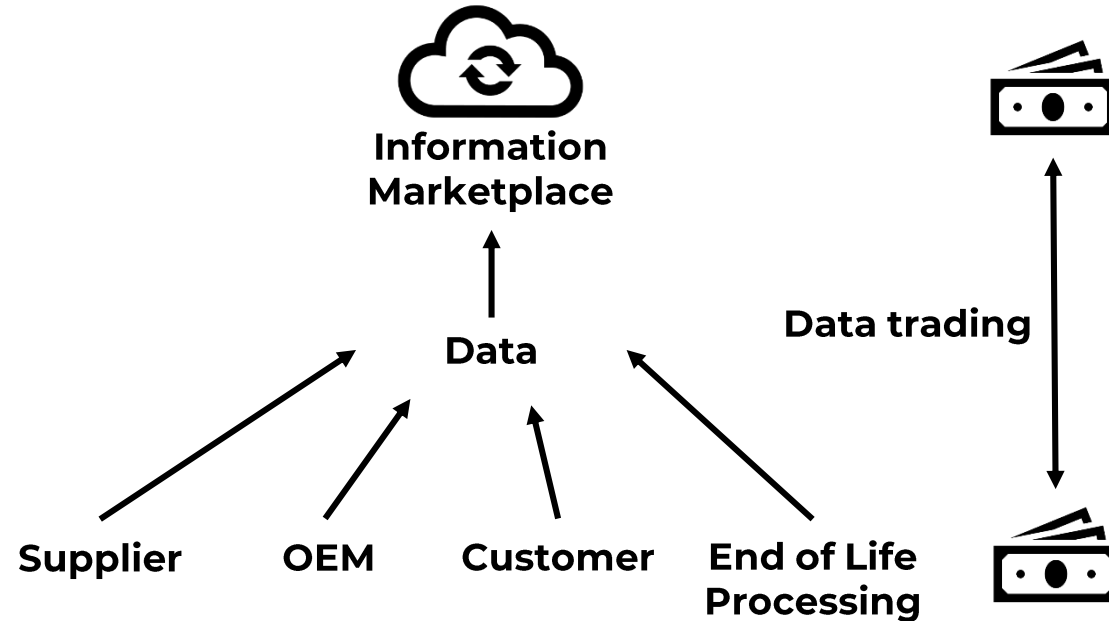 Information
Marketplace
Data trading
Data
Supplier
OEM
Customer
End of Life
Processing